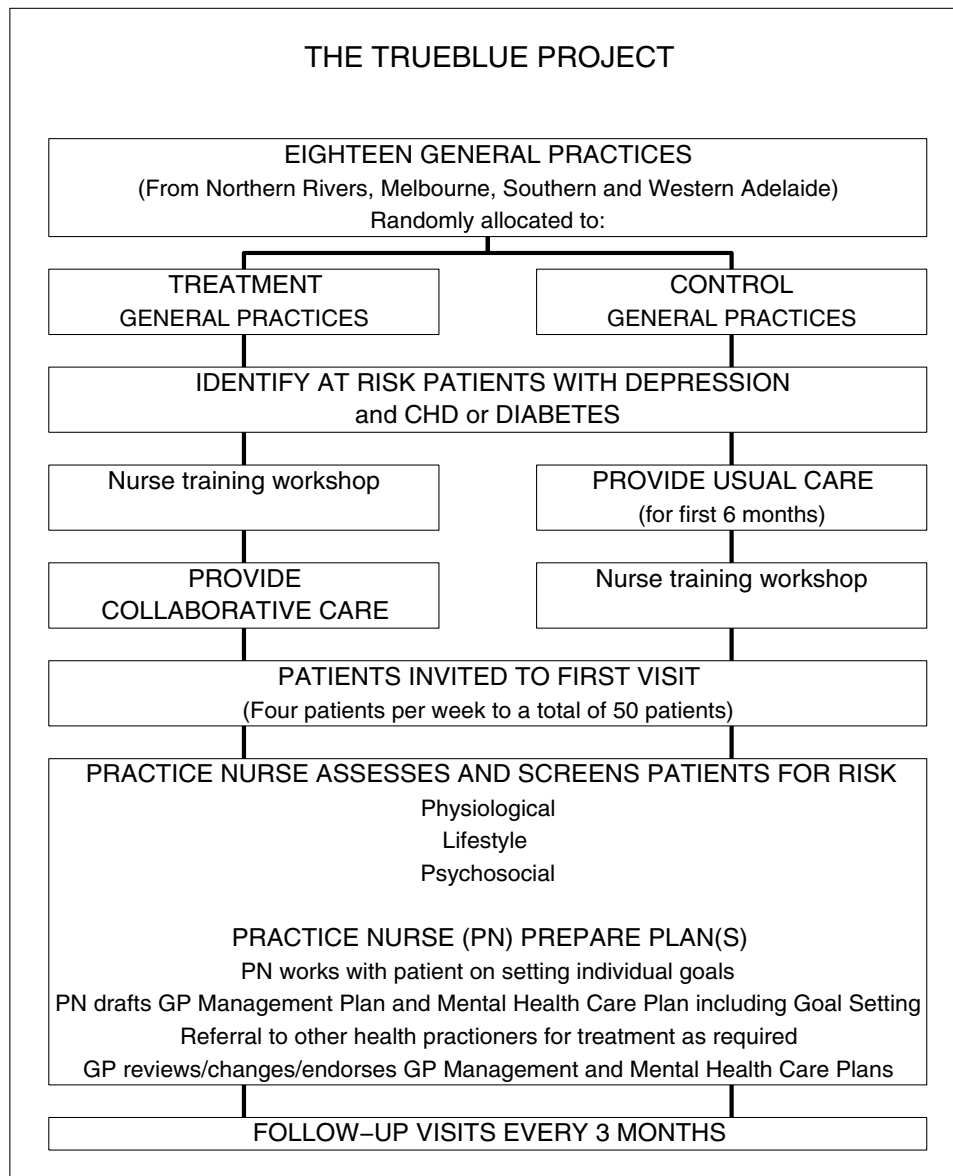 THE TRUEBLUE PROJECT
EIGHTEEN GENERAL PRACTICES
(From Northern Rivers, Melbourne, Southern and Western Adelaide)
Randomly allocated to:
TREATMENT
GENERAL PRACTICES
CONTROL
GENERAL PRACTICES
IDENTIFY AT RISK PATIENTS WITH DEPRESSION
and CHD or DIABETES
Nurse training workshop
PROVIDE USUAL CARE
(for first 6 months)
PROVIDE
COLLABORATIVE CARE
Nurse training workshop
PATIENTS INVITED TO FIRST VISIT
(Four patients per week to a total of 50 patients)
PRACTICE NURSE ASSESSES AND SCREENS PATIENTS FOR RISK
Physiological
Lifestyle
Psychosocial
PRACTICE NURSE (PN) PREPARE PLAN(S)
PN works with patient on setting individual goals
PN drafts GP Management Plan and Mental Health Care Plan including Goal Setting
Referral to other health practioners for treatment as required
GP reviews/changes/endorses GP Management and Mental Health Care Plans
FOLLOW−UP VISITS EVERY 3 MONTHS